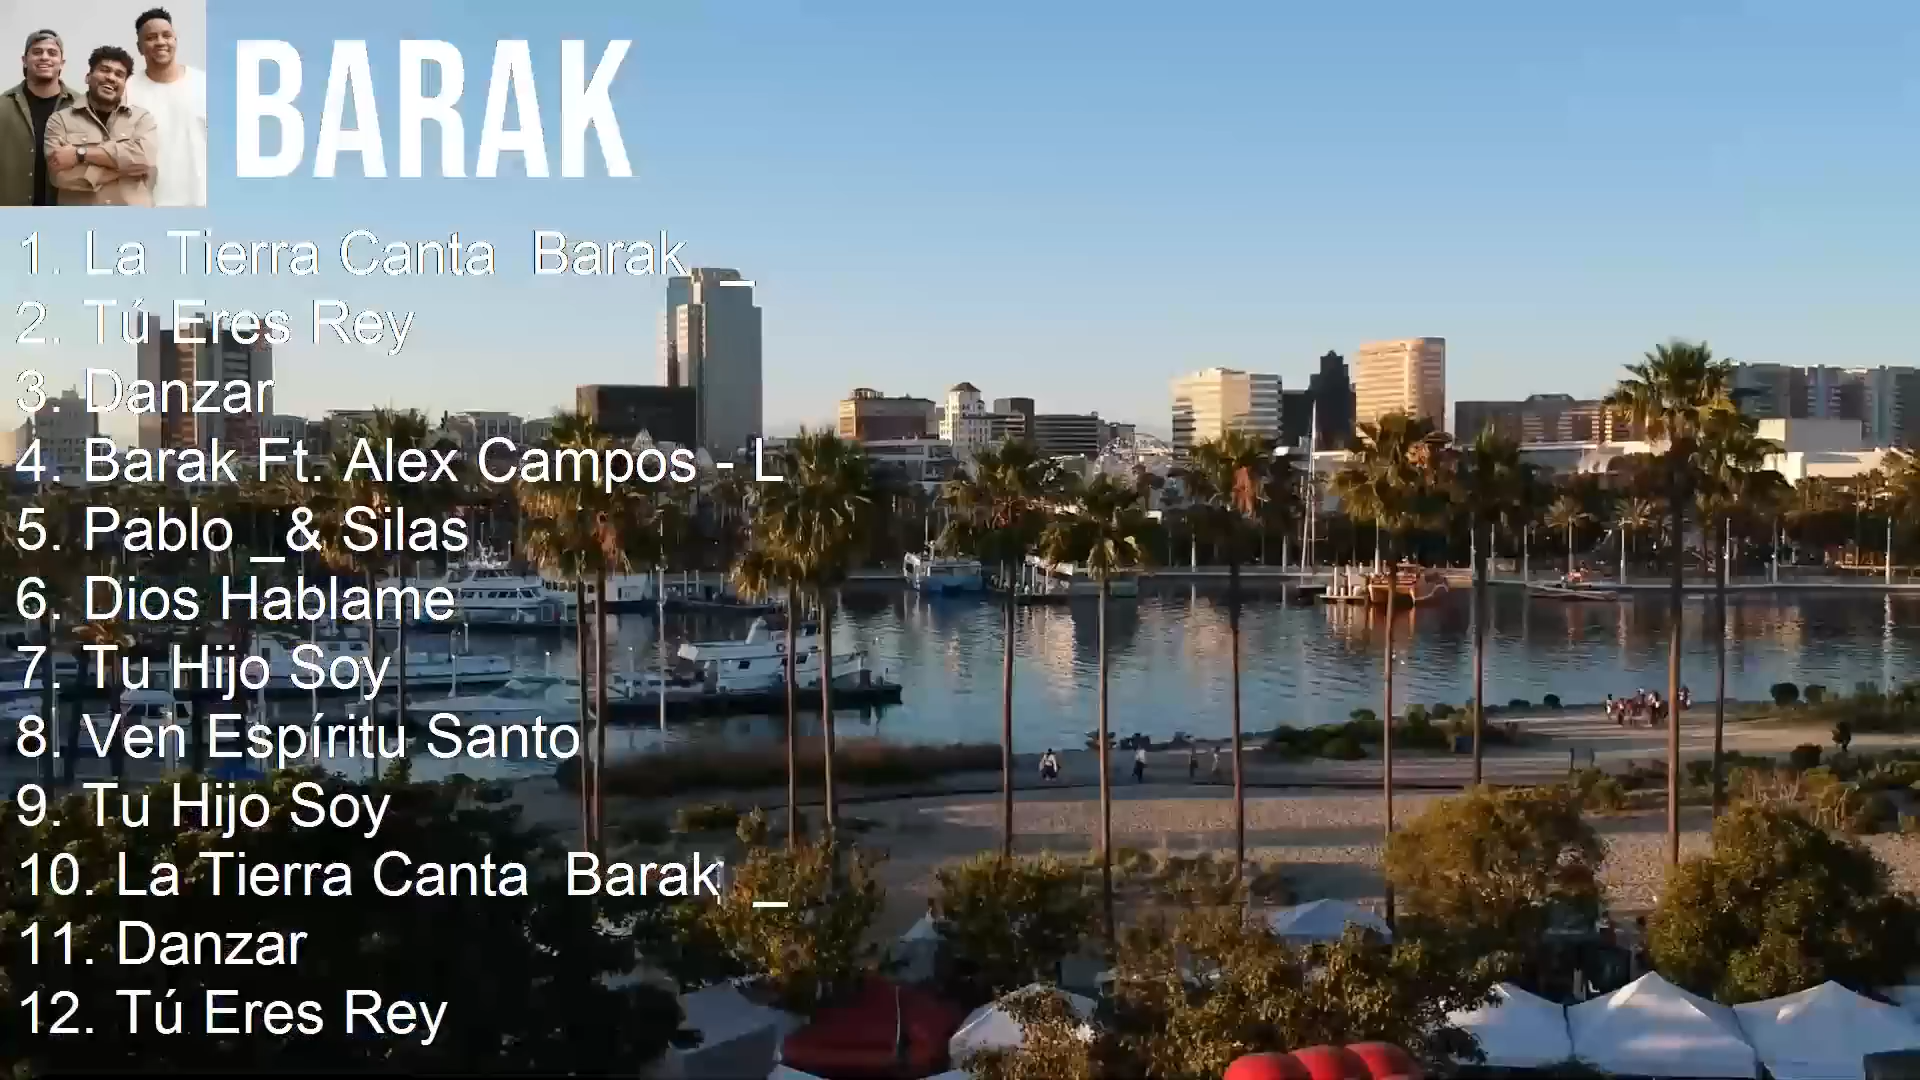 BARAK
1. La Tierra Canta  Barak _
2. Tú Eres Rey
3. Danzar
4. Barak Ft. Alex Campos - L
5. Pablo _& Silas
6. Dios Hablame
7. Tu Hijo Soy
8. Ven Espíritu Santo
9. Tu Hijo Soy
10. La Tierra Canta  Barak _
11. Danzar
12. Tú Eres Rey